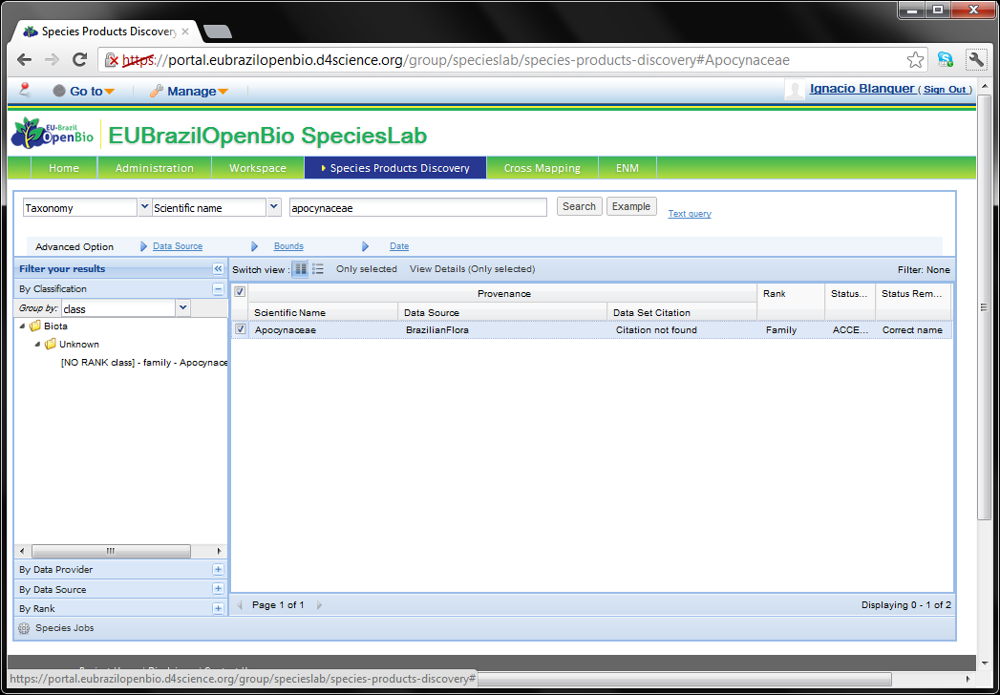 Species Products Discovery
https://portal.eubrazilopenbio.d4science.org/group/specieslab/species-products-discovery#Apocynaceae
Go to Manage Ignacio Blanquer ( Sign Out )
EU-Brazil
OpenBio
EUBrazilOpenBio SpeciesLab
Home Administration Workspace Species Products Discovery Cross Mapping ENM
Taxonomy Scientific name apocynaceae Search Example Text query
Advanced Option Data Source Bounds Date
Filter your results Switch view : Only selected View Details (Only selected) Filter: None
By Classification Provenance Rank Status... Status Rem...
Group by: class Scientific Name Data Source Data Set Citation
Biota Apocynaceae BrazilianFlora Citation not found Family ACCE... Correct name
Unknown
[NO RANK class] - family - Apocynace
By Data Provider
By Data Source
By Rank Page 1 of 1 Displaying 0 - 1 of 2
Species Jobs
https://portal.eubrazilopenbio.d4science.org/group/specieslab/species-products-discovery#